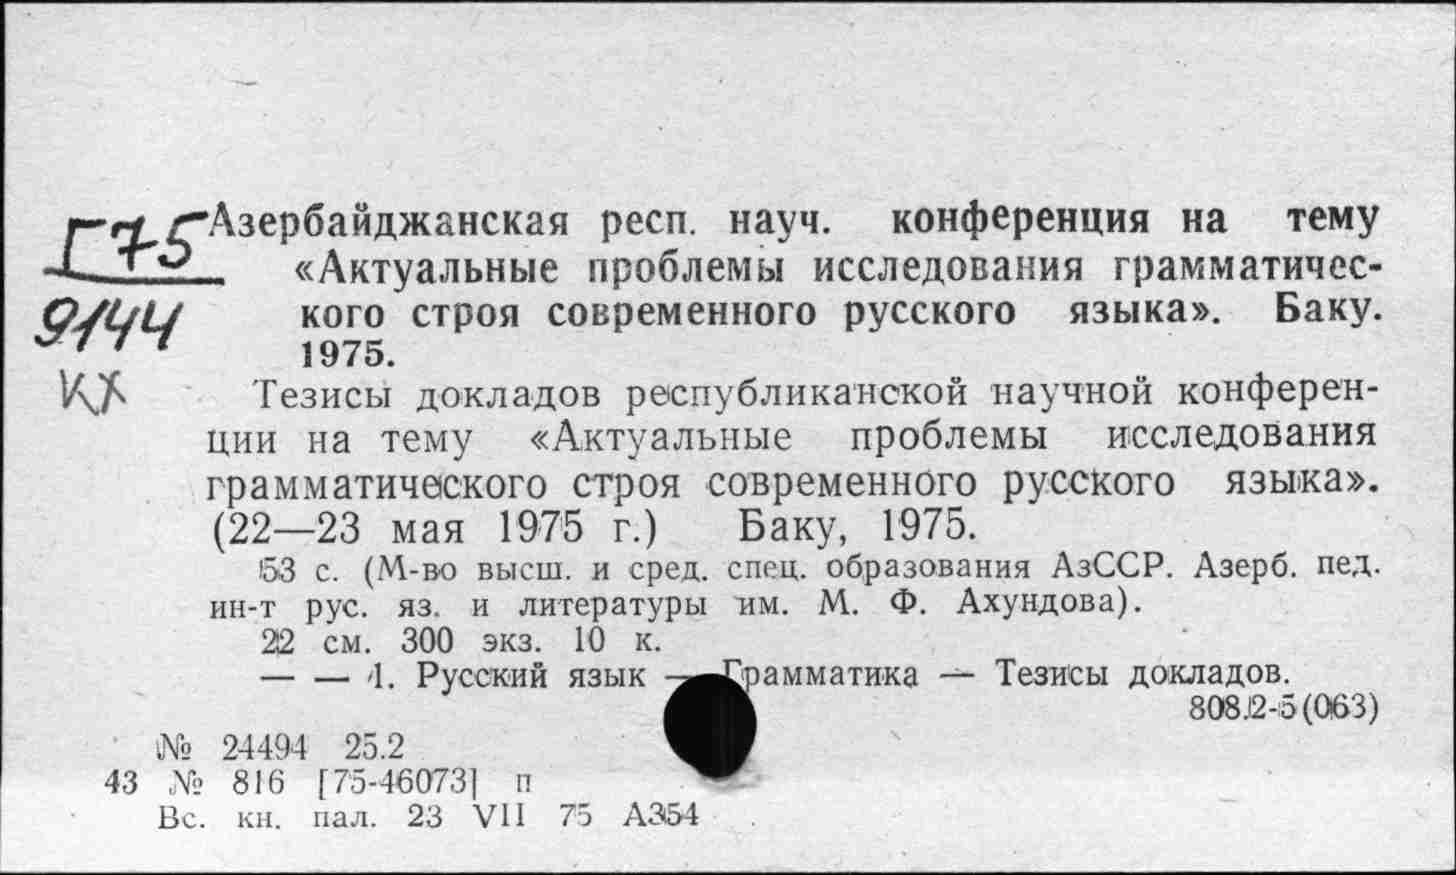 Г75
9144
КХ
Азербайджанская респ. науч. конференция на тему
«Актуальные проблемы исследования грамматичес-
кого строя современного русского языка». Баку.
1975.
Тезисы докладов республиканской научной конферен-
ции на тему «Актуальные проблемы исследования
грамматического строя современного русского языка».
(22—23 мая 1975 г.) Баку, 1975.
53 с. (М-во высш. и сред. спец. образования АзССР. Азерб. пед.
ин-т рус. яз. и литературы им. М. Ф. Ахундова).
22 см. 300 экз. 10 к.
— — 1. Русский язык — Грамматика — Тезисы докладов.
808.2-5(063)
№ 24494 25.2
43 № 816 [75-46073] п
Вс. кн. пал. 23 VII 75 А354